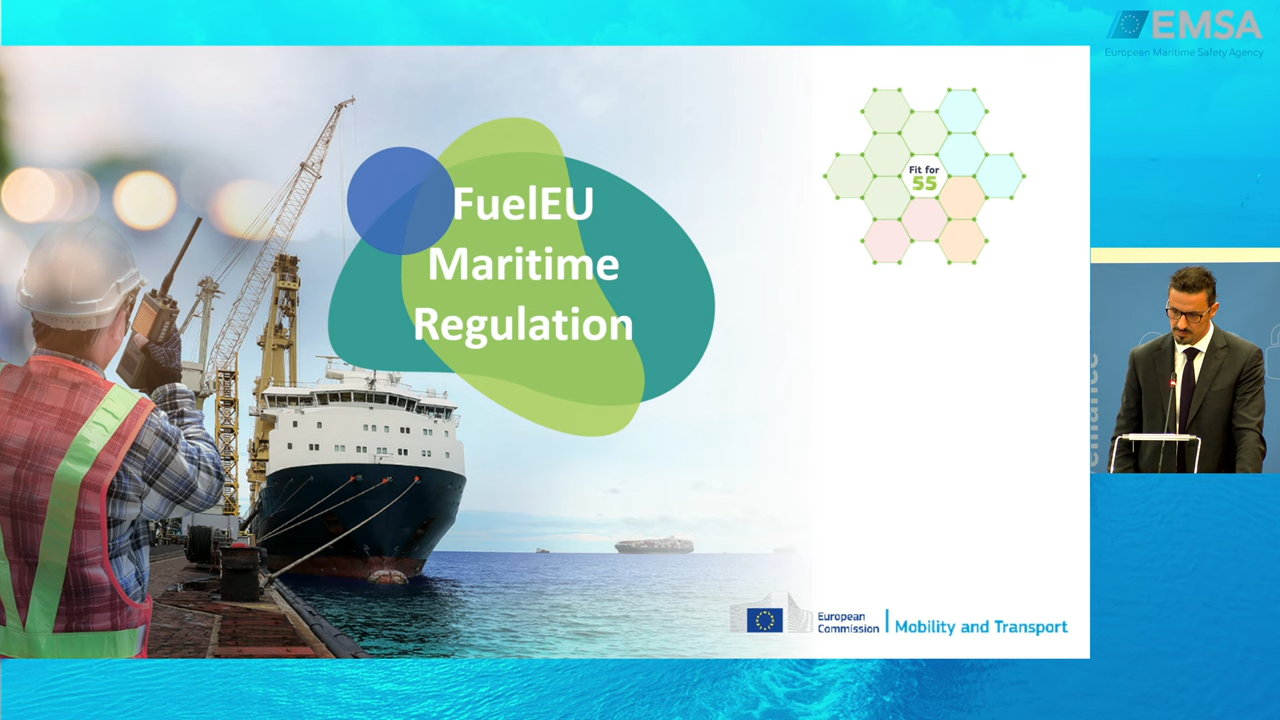 EMSA
European Maritime Safety Agency
FuelEU
Maritime
Regulation
Fit for
55
European
Commission
Mobility and Transport